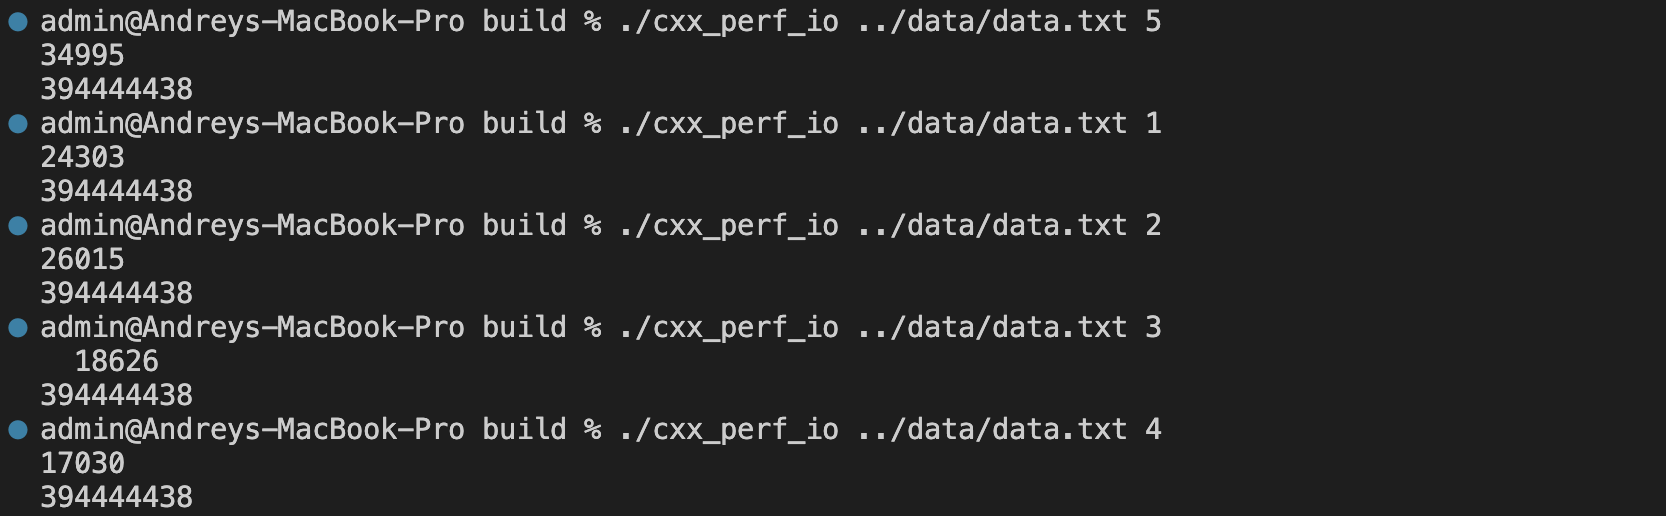 admin@Andreys-MacBook-Pro build % ./cxx_perf_io ../data/data.txt 5
34995
394444438
admin@Andreys-MacBook-Pro build % ./cxx_perf_io ../data/data.txt 1
24303
394444438
admin@Andreys-MacBook-Pro build % ./cxx_perf_io ../data/data.txt 2
26015
394444438
admin@Andreys-MacBook-Pro build % ./cxx_perf_io ../data/data.txt 3
  18626
394444438
admin@Andreys-MacBook-Pro build % ./cxx_perf_io ../data/data.txt 4
17030
394444438